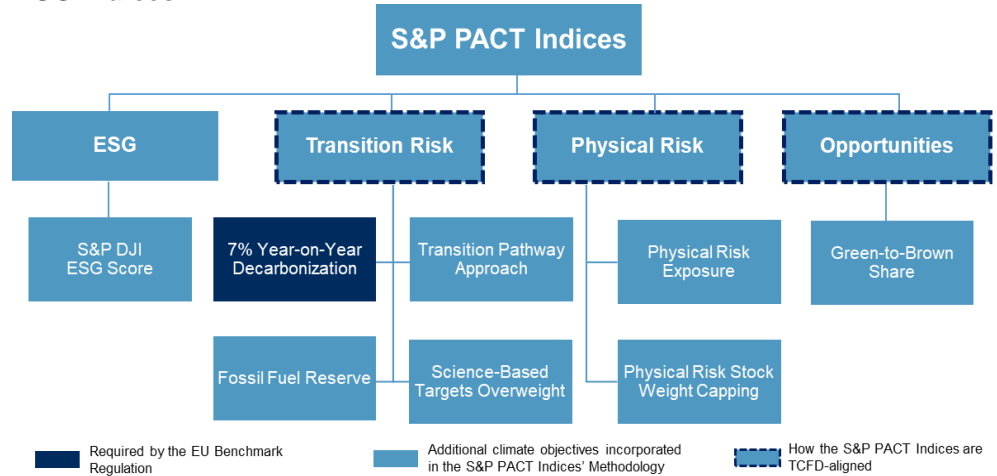 S&P PACT Indices
ESG
Transition Risk
Physical Risk
Opportunities
S&P DJI
ESG Score
7% Year-on-Year
Decarbonization
Transition Pathway
Approach
Physical Risk
Exposure
Green-to-Brown
Share
Fossil Fuel Reserve
Science-Based
Targets Overweight
Physical Risk Stock
Weight Capping
Required by the EU Benchmark
Regulation
Additional climate objectives incorporated
in the S&P PACT Indices' Methodology
How the S&P PACT Indices are
TCFD-aligned